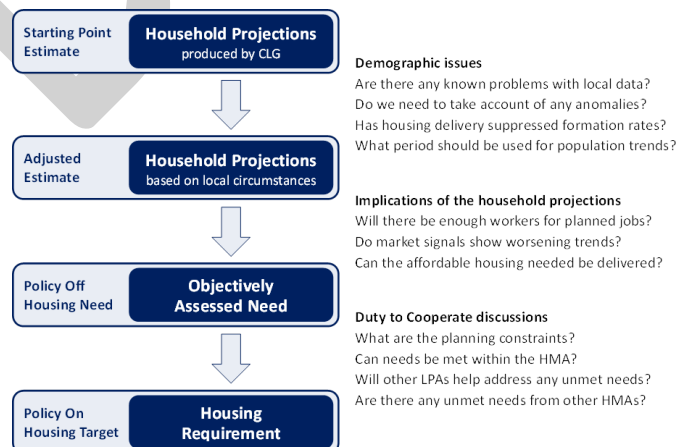 Starting Point
Estimate
Household Projections
produced by CLG
Demographic issues
Are there any known problems with local data?
Do we need to take account of any anomalies?
Has housing delivery suppressed formation rates?
What period should be used for population trends?
Adjusted
Estimate
Household Projections
based on local circumstances
Implications of the household projections
Will there be enough workers for planned jobs?
Do market signals show worsening trends?
Can the affordable housing needed be delivered?
Policy Off
Housing Need
Objectively
Assessed Need
Duty to Cooperate discussions
What are the planning constraints?
Can needs be met within the HMA?
Will other LPAs help address any unmet needs?
Are there any unmet needs from other HMAs?
Policy On
Housing Target
Housing
Requirement